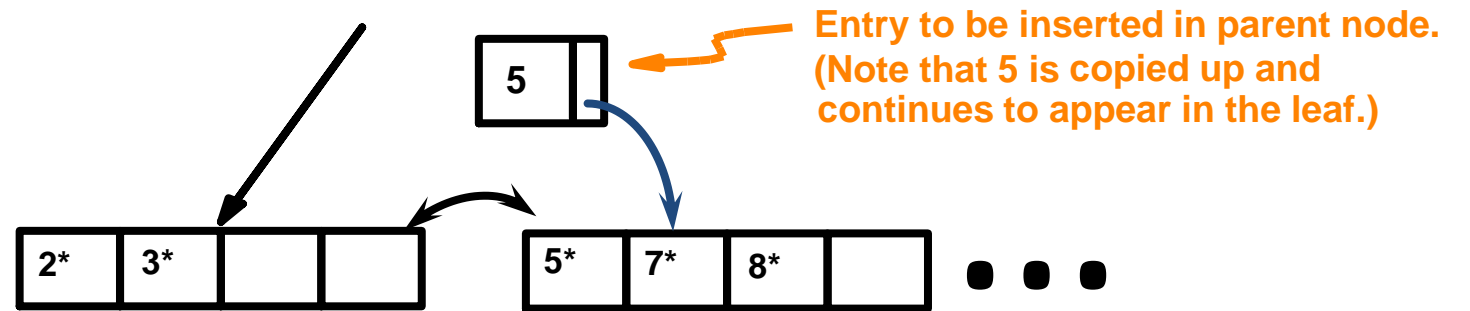 Entry to be inserted in parent node.
5
(Note that 5 is copied up and
continues to appear in the leaf.)
2* 3* 5* 7* 8*